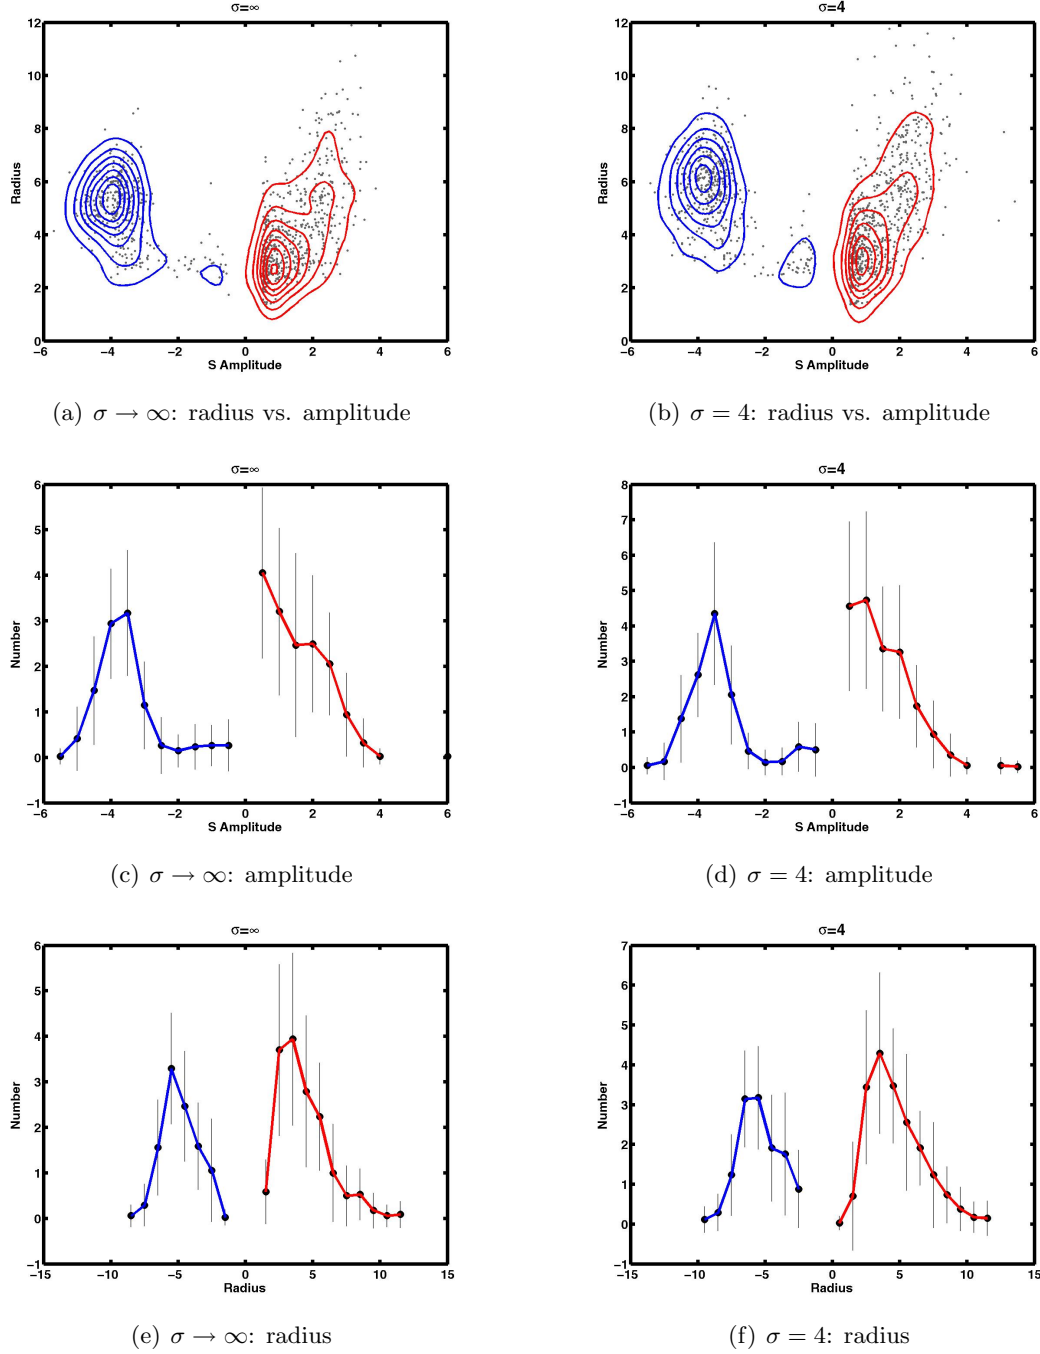 σ=∞
σ=4
12
10
8
6
4
2
0
Radius
−6 −4 −2 0 2 4 6
S Amplitude
12
10
8
6
4
2
0
Radius
−6 −4 −2 0 2 4 6
S Amplitude
(a) σ → ∞: radius vs. amplitude
(b) σ = 4: radius vs. amplitude
σ=∞
σ=4
6
5
4
3
2
1
0
−1
Number
−6 −4 −2 0 2 4 6
S Amplitude
8
7
6
5
4
3
2
1
0
−1
Number
−6 −4 −2 0 2 4 6
S Amplitude
(c) σ → ∞: amplitude
(d) σ = 4: amplitude
σ=∞
σ=4
6
5
4
3
2
1
0
−1
Number
−15 −10 −5 0 5 10 15
Radius
7
6
5
4
3
2
1
0
−1
Number
−15 −10 −5 0 5 10 15
Radius
(e) σ → ∞: radius
(f) σ = 4: radius